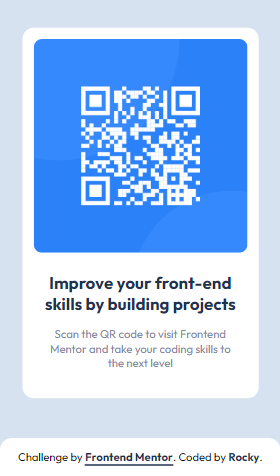 Improve your front-end
skills by building projects
Scan the QR code to visit Frontend
Mentor and take your coding skills to
the next level
Challenge by Frontend Mentor. Coded by Rocky.